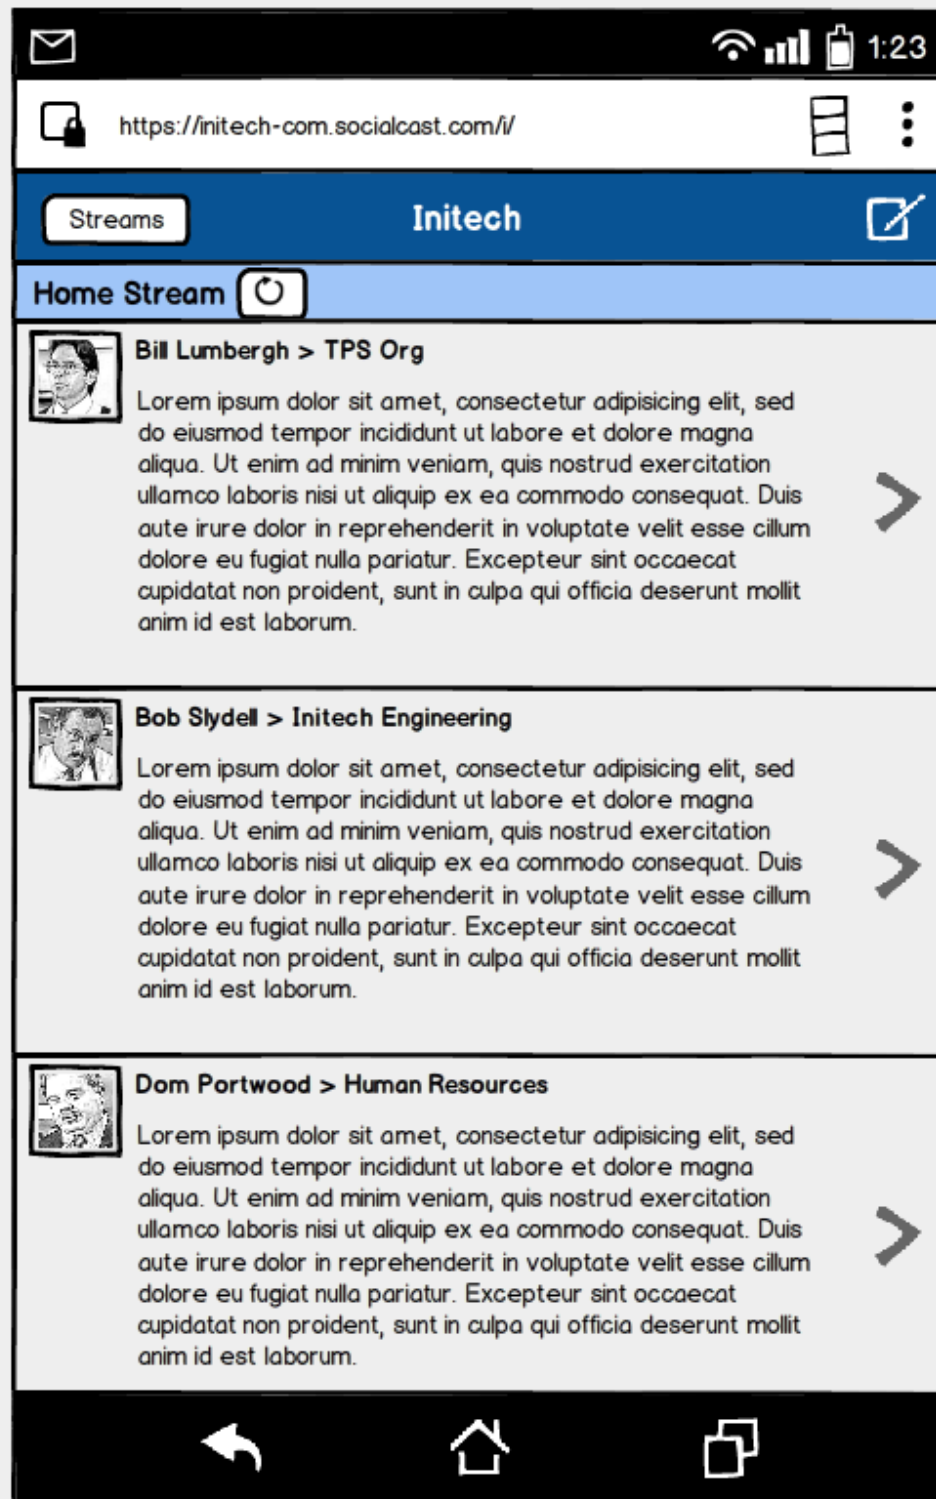 1:23
https://initech-com.socialcast.com/i/
Streams
Initech
Home Stream
Bill Lumbergh > TPS Org
Lorem ipsum dolor sit amet, consectetur adipisicing elit, sed
do eiusmod tempor incididunt ut labore et dolore magna
aliqua. Ut enim ad minim veniam, quis nostrud exercitation
ullamco laboris nisi ut aliquip ex ea commodo consequat. Duis
aute irure dolor in reprehenderit in voluptate velit esse cillum
dolore eu fugiat nulla pariatur. Excepteur sint occaecat
cupidatat non proident, sunt in culpa qui officia deserunt mollit
anim id est laborum.
Bob Slydell > Initech Engineering
Lorem ipsum dolor sit amet, consectetur adipisicing elit, sed
do eiusmod tempor incididunt ut labore et dolore magna
aliqua. Ut enim ad minim veniam, quis nostrud exercitation
ullamco laboris nisi ut aliquip ex ea commodo consequat. Duis
aute irure dolor in reprehenderit in voluptate velit esse cillum
dolore eu fugiat nulla pariatur. Excepteur sint occaecat
cupidatat non proident, sunt in culpa qui officia deserunt mollit
anim id est laborum.
Dom Portwood > Human Resources
Lorem ipsum dolor sit amet, consectetur adipisicing elit, sed
do eiusmod tempor incididunt ut labore et dolore magna
aliqua. Ut enim ad minim veniam, quis nostrud exercitation
ullamco laboris nisi ut aliquip ex ea commodo consequat. Duis
aute irure dolor in reprehenderit in voluptate velit esse cillum
dolore eu fugiat nulla pariatur. Excepteur sint occaecat
cupidatat non proident, sunt in culpa qui officia deserunt mollit
anim id est laborum.